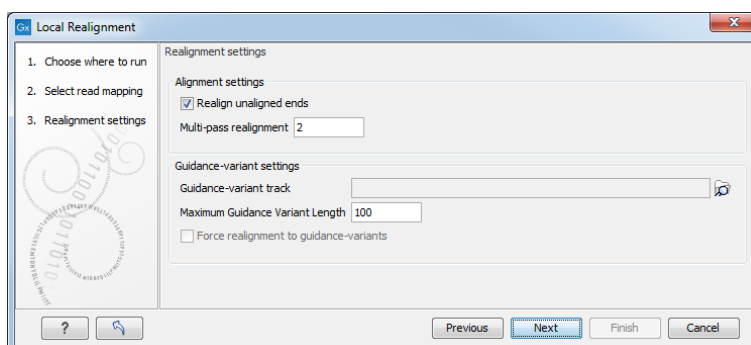 Gx Local Realignment
1. Choose where to run
2. Select read mapping
3. Realignment settings
Realignment settings
Alignment settings
Realign unaligned ends
Multi-pass realignment 2
Guidance-variant settings
Guidance-variant track
Maximum Guidance Variant Length 100
Force realignment to guidance-variants
? Previous Next Finish Cancel